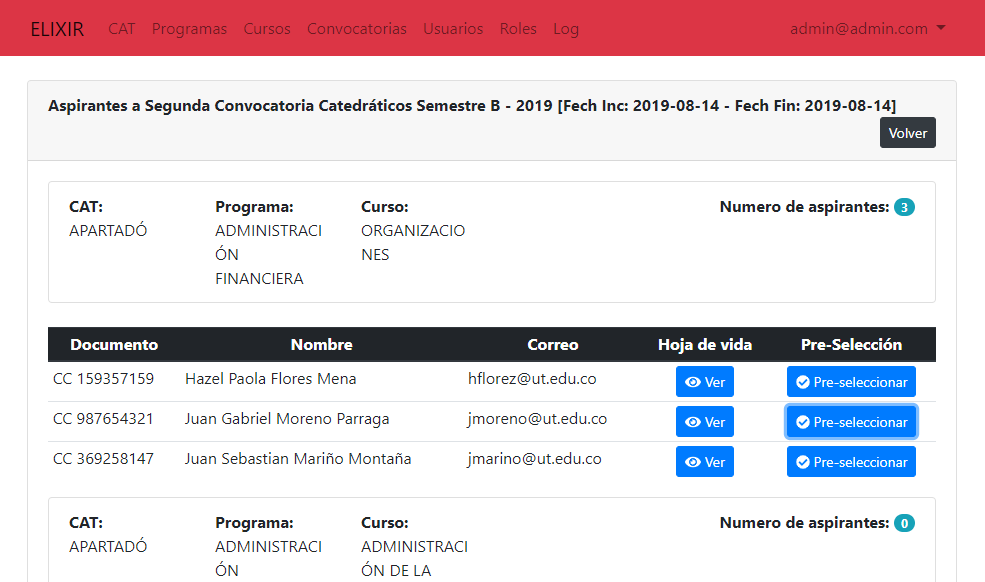 ELIXIR CAT Programas Cursos Convocatorias Usuarios Roles Log admin@admin.com
Aspirantes a Segunda Convocatoria Catedráticos Semestre B - 2019 [Fech Inc: 2019-08-14 - Fech Fin: 2019-08-14]
Volver
CAT: Programa: Curso: Numero de aspirantes: 3
APARTADÓ ADMINISTRACI ORGANIZACIO
ÓN NES
FINANCIERA
Documento Nombre Correo Hoja de vida Pre-Selección
CC 159357159 Hazel Paola Flores Mena hflorez@ut.edu.co Ver Pre-seleccionar
CC 987654321 Juan Gabriel Moreno Parraga jmoreno@ut.edu.co Ver Pre-seleccionar
CC 369258147 Juan Sebastian Mariño Montaña jmarino@ut.edu.co Ver Pre-seleccionar
CAT: Programa: Curso: Numero de aspirantes: 0
APARTADÓ ADMINISTRACI ADMINISTRACI
ÓN ÓN DE LA